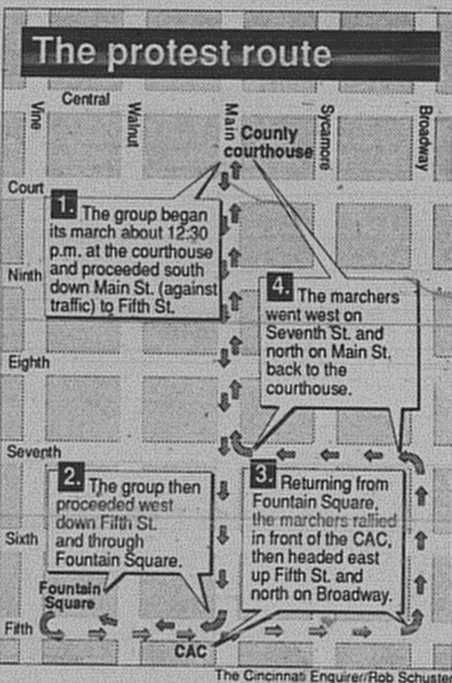 The protest route
Central
Vine
Walnut
Main
Sycamore
Broadway
County
courthouse
Court
1. The group began
its march about 12:30
p.m. at the courthouse
and proceeded south
down Main St. (against
traffic) to Fifth St.
Ninth
4. The marchers
went west on
Seventh St. and
north on Main St.
back to the
courthouse.
Eighth
Seventh
2. The group then
proceeded west
down Fifth St.
and through
Fountain Square.
3. Returning from
Fountain Square,
the marchers rallied
in front of the CAC,
then headed east
up Fifth St. and
north on Broadway.
Sixth
Fountain
Square
Fifth
CAC
The Cincinnati Enquirer/Rob Schuster